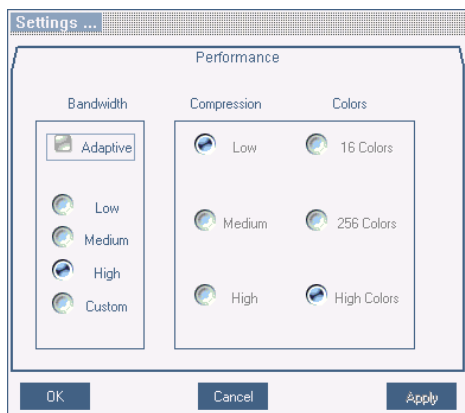 Settings ...
Performance
Bandwidth
Compression
Colors
Adaptive
Low
16 Colors
Low
Medium
256 Colors
Medium
High
High
High Colors
Custom
OK
Cancel
Apply